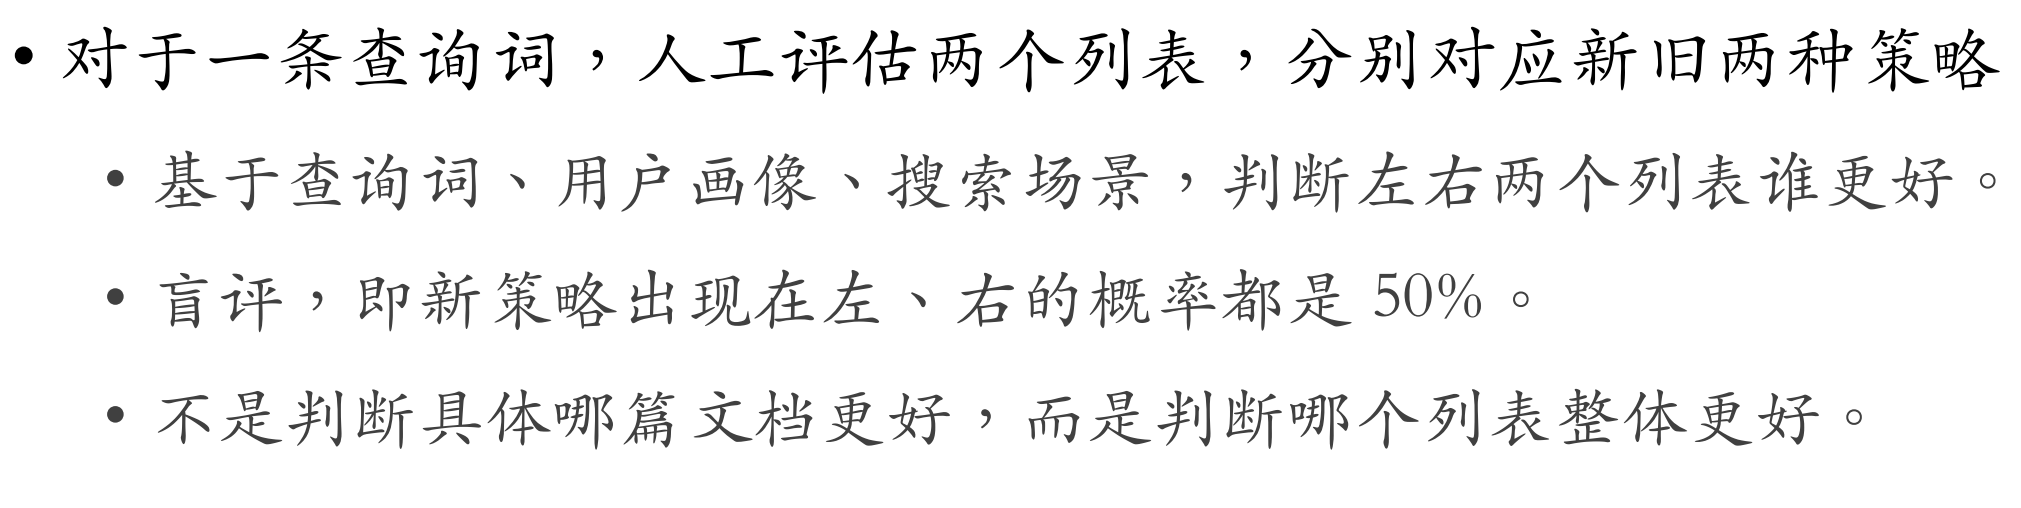 • 对于一条查询词，人工评估两个列表，分别对应新旧两种策略
• 基于查询词、用户画像、搜索场景，判断左右两个列表谁更好。
• 盲评，即新策略出现在左、右的概率都是 50%。
• 不是判断具体哪篇文档更好，而是判断哪个列表整体更好。